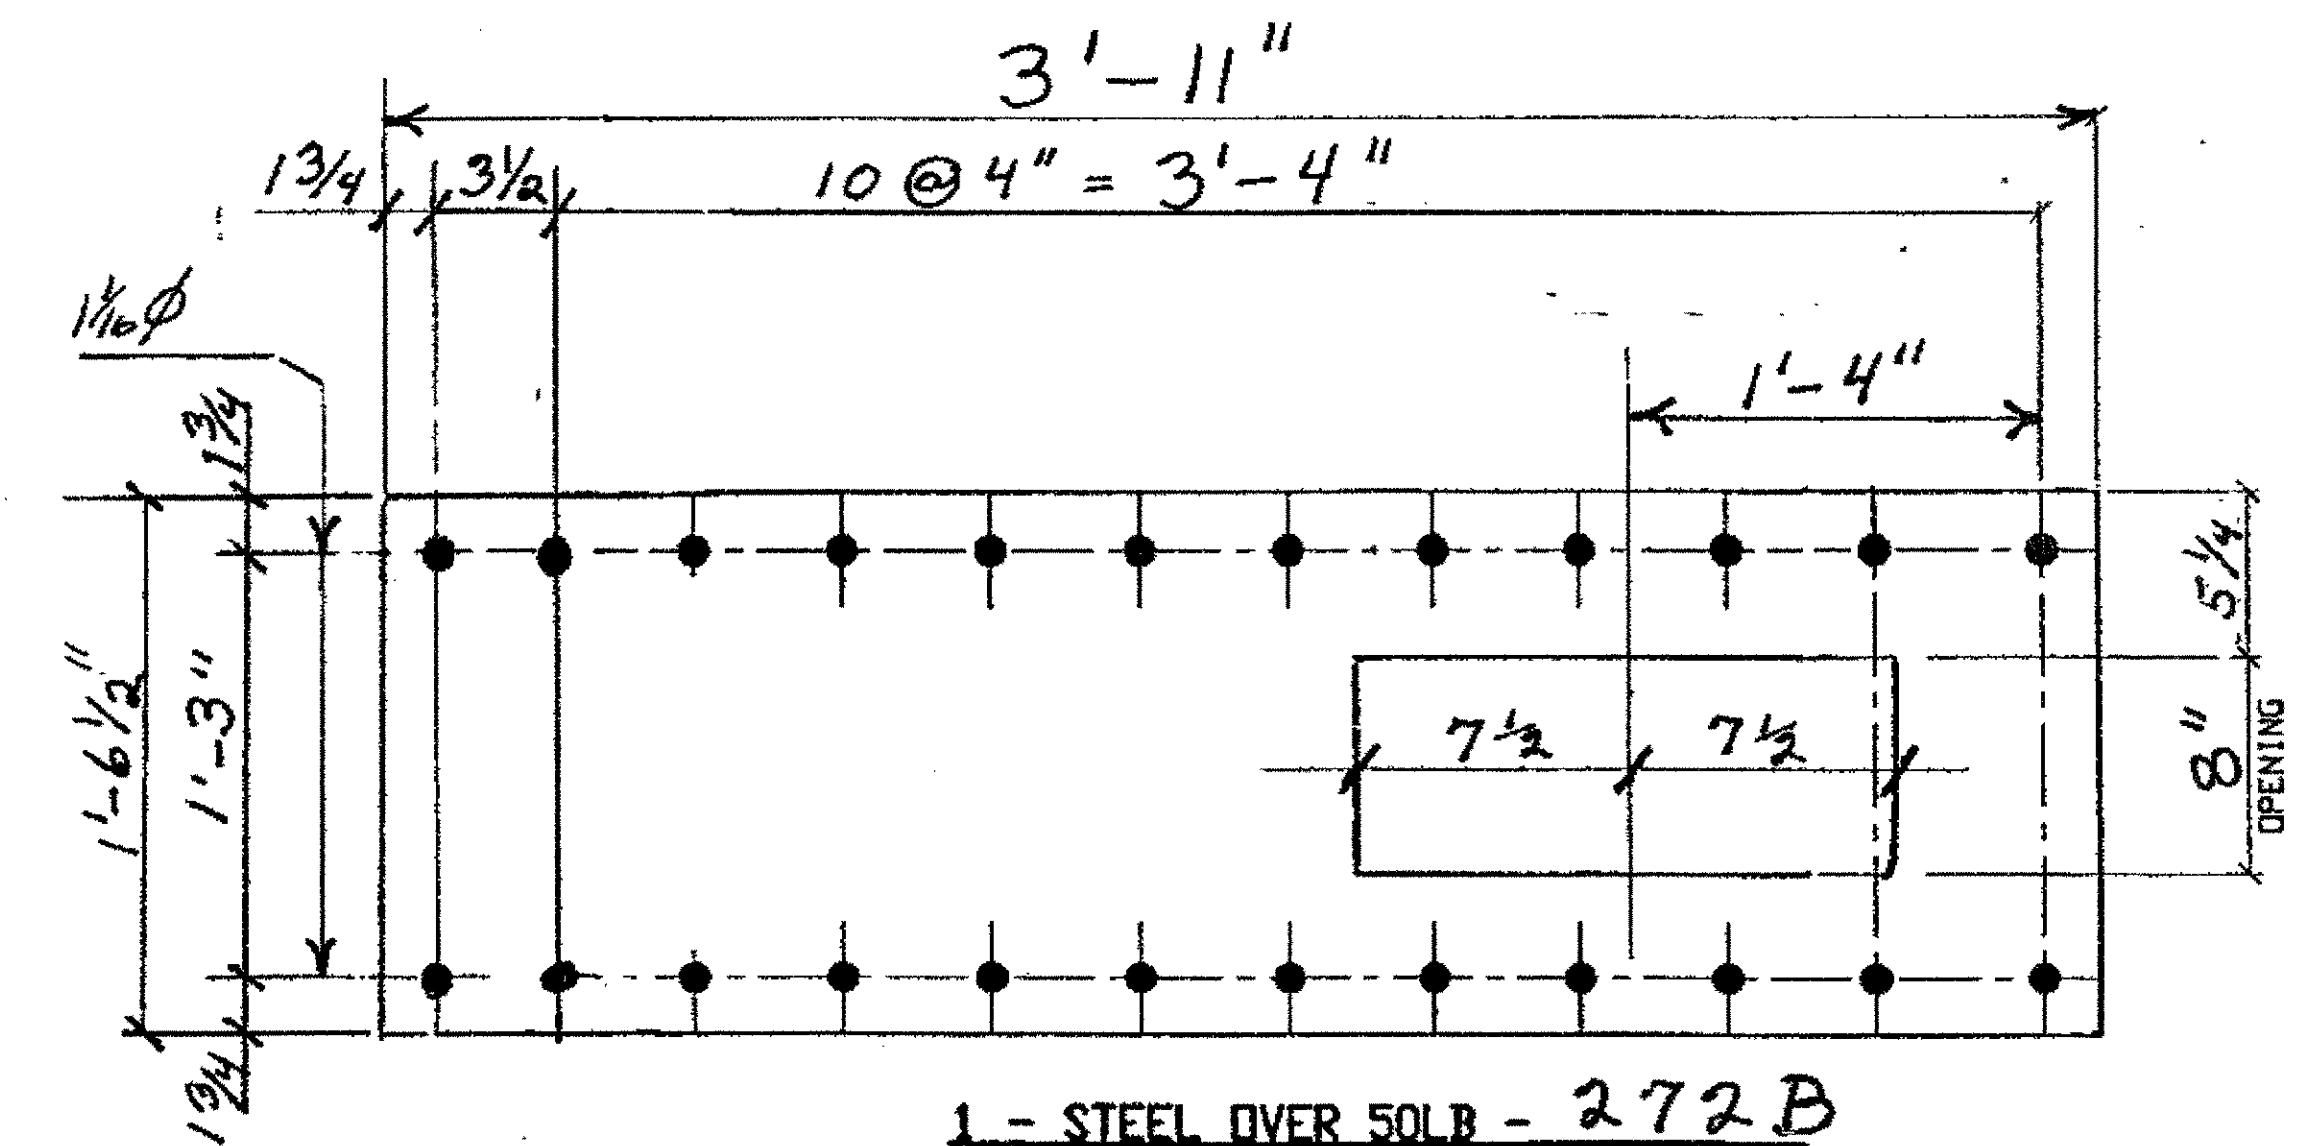 3'-11"
1 3/4 3 1/2 10 @ 4" = 3'-4"
1 1/16 ⌀
1'-4"
1 3/4
1'-3"
1'-6 1/2"
1 3/4
5 1/4
8"
OPENING
7 1/2 7 1/2
1 - STEEL OVER 50LB - 272B